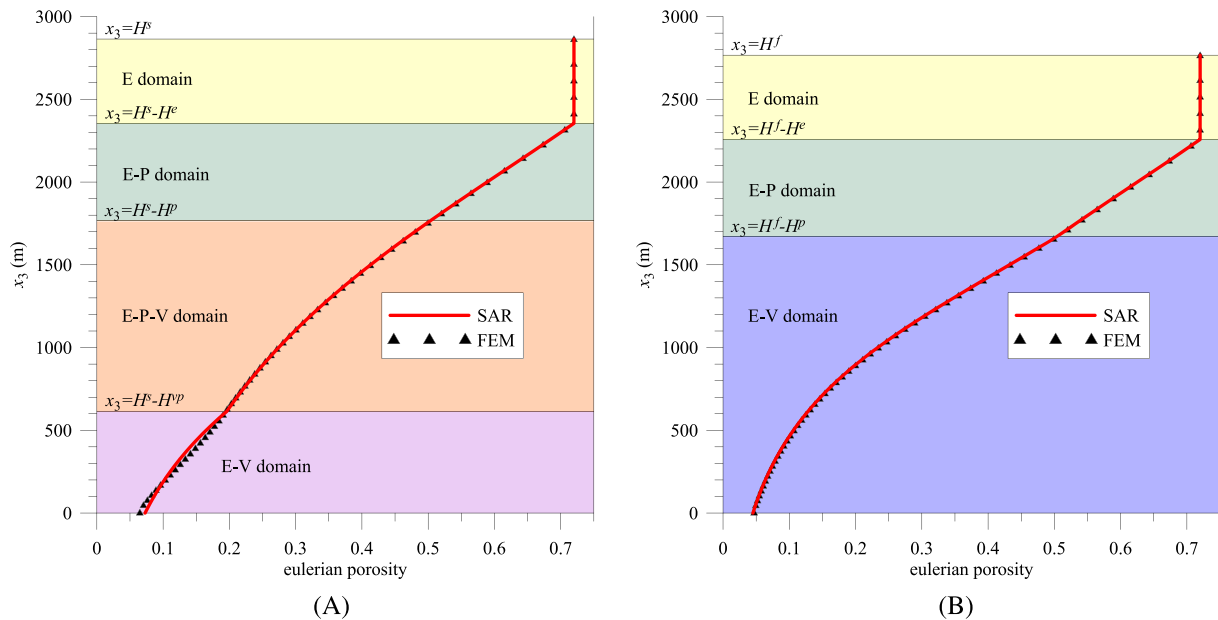 3000
2500
2000
1500
1000
500
0
x₃ (m)
x₃=Hˢ
E domain
x₃=Hˢ-Hᵉ
E-P domain
x₃=Hˢ-Hᵖ
E-P-V domain
SAR
FEM
x₃=Hˢ-Hᵛᵖ
E-V domain
0 0.1 0.2 0.3 0.4 0.5 0.6 0.7
eulerian porosity
(A)
3000
2500
2000
1500
1000
500
0
x₃ (m)
x₃=Hᶠ
E domain
x₃=Hᶠ-Hᵉ
E-P domain
x₃=Hᶠ-Hᵖ
E-V domain
SAR
FEM
0 0.1 0.2 0.3 0.4 0.5 0.6 0.7
eulerian porosity
(B)